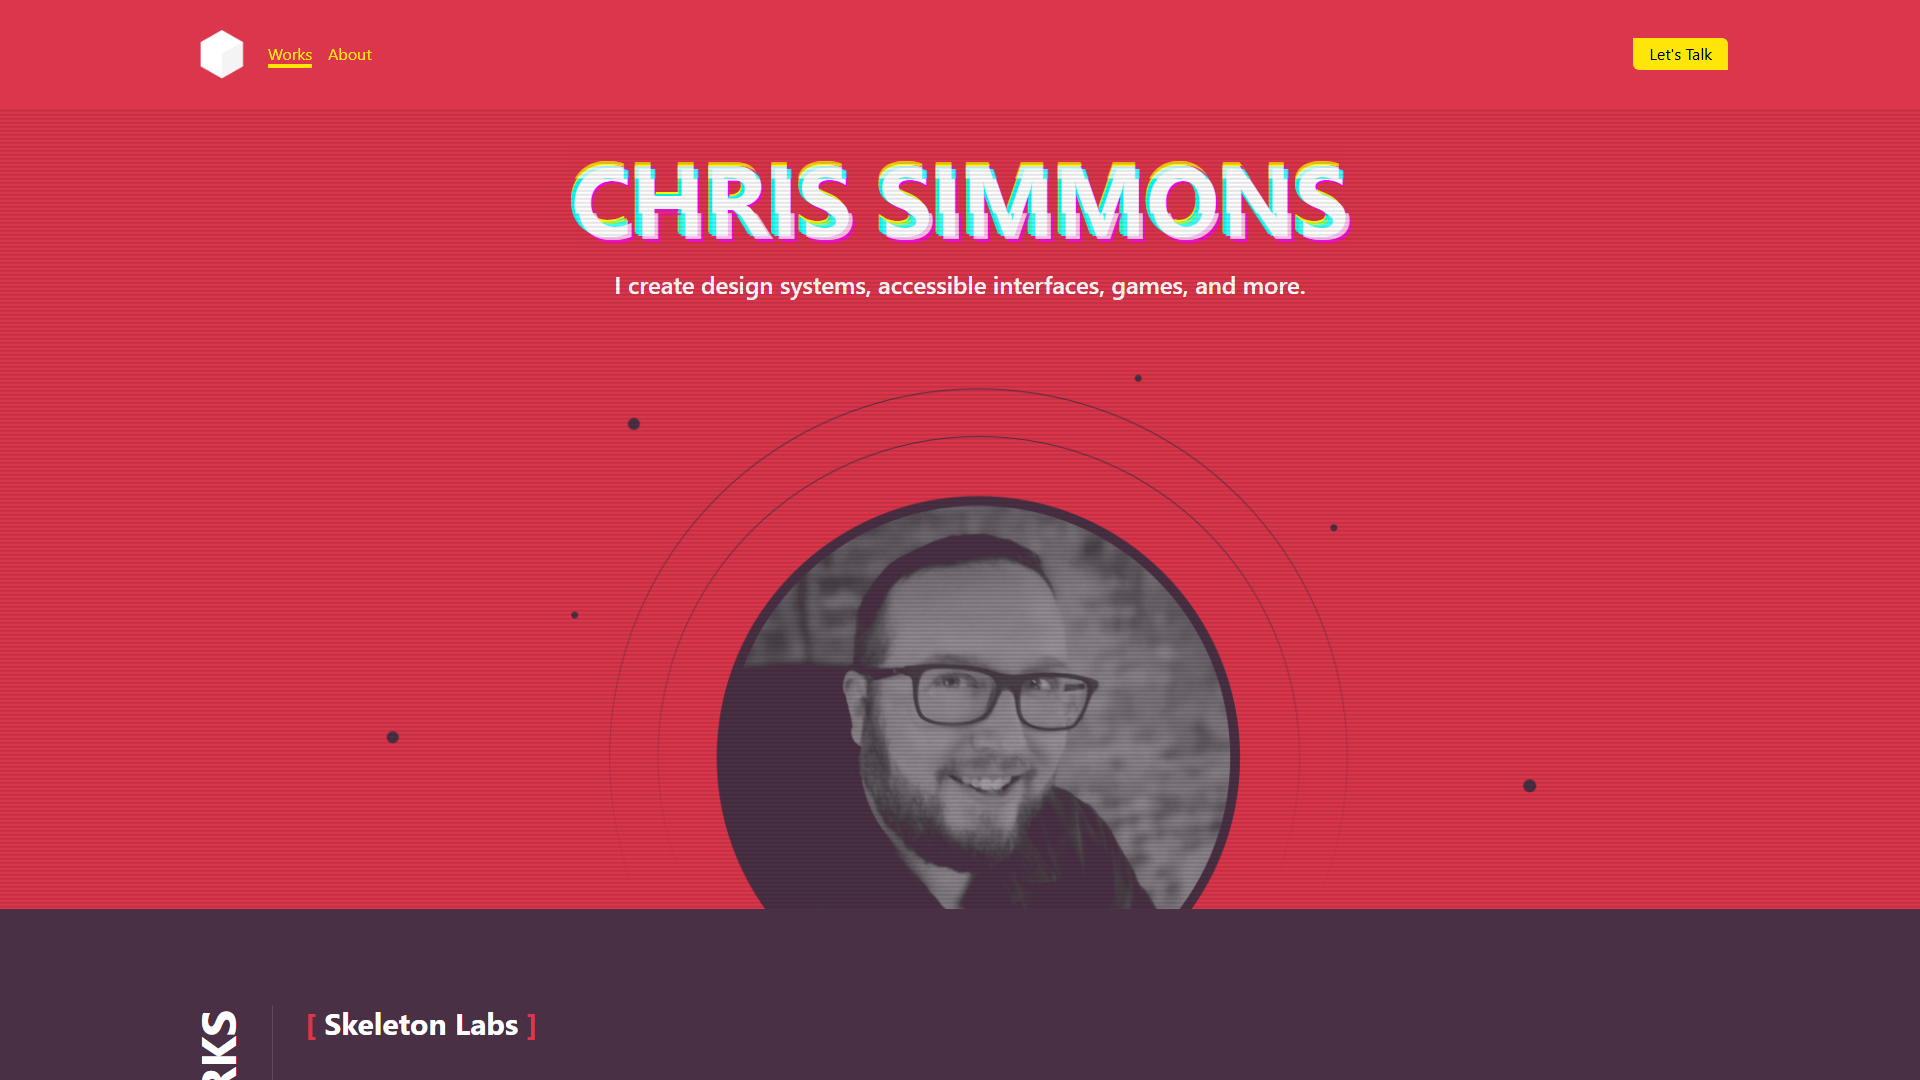 Works About
Let's Talk
CHRIS SIMMONS
I create design systems, accessible interfaces, games, and more.
[ Skeleton Labs ]
RKS